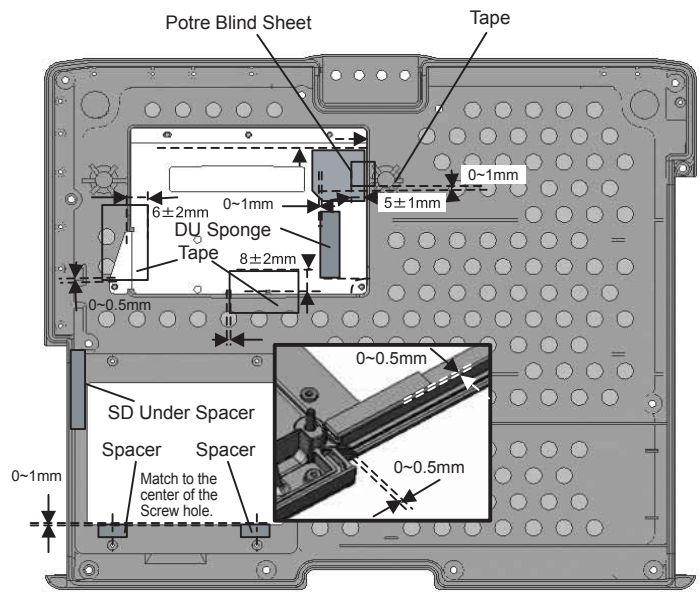 Potre Blind Sheet
Tape
0~1mm
6±2mm
0~1mm
5±1mm
DU Sponge
Tape
8±2mm
0~0.5mm
0~0.5mm
SD Under Spacer
Spacer
Spacer
0~1mm
Match to the
center of the
Screw hole.
0~0.5mm